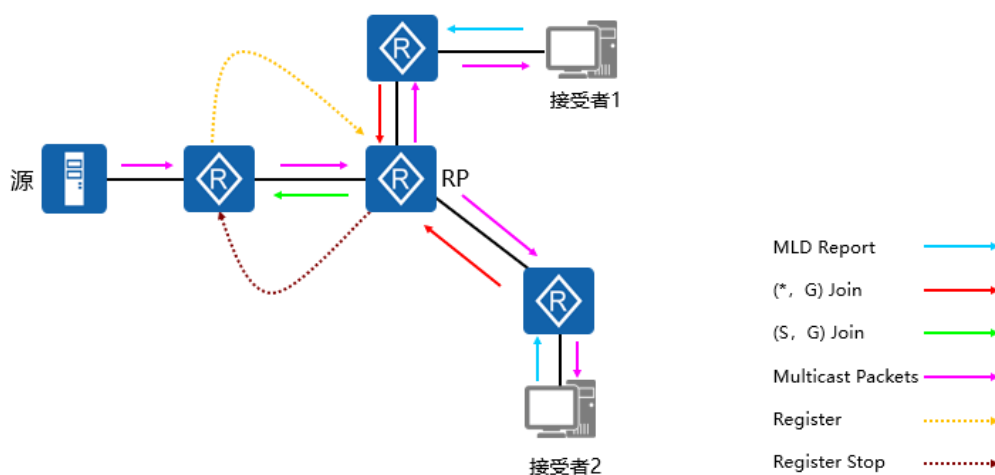 R
接受者1
源
R
R
RP
R
接受者2
MLD Report
(*，G) Join
(S，G) Join
Multicast Packets
Register
Register Stop